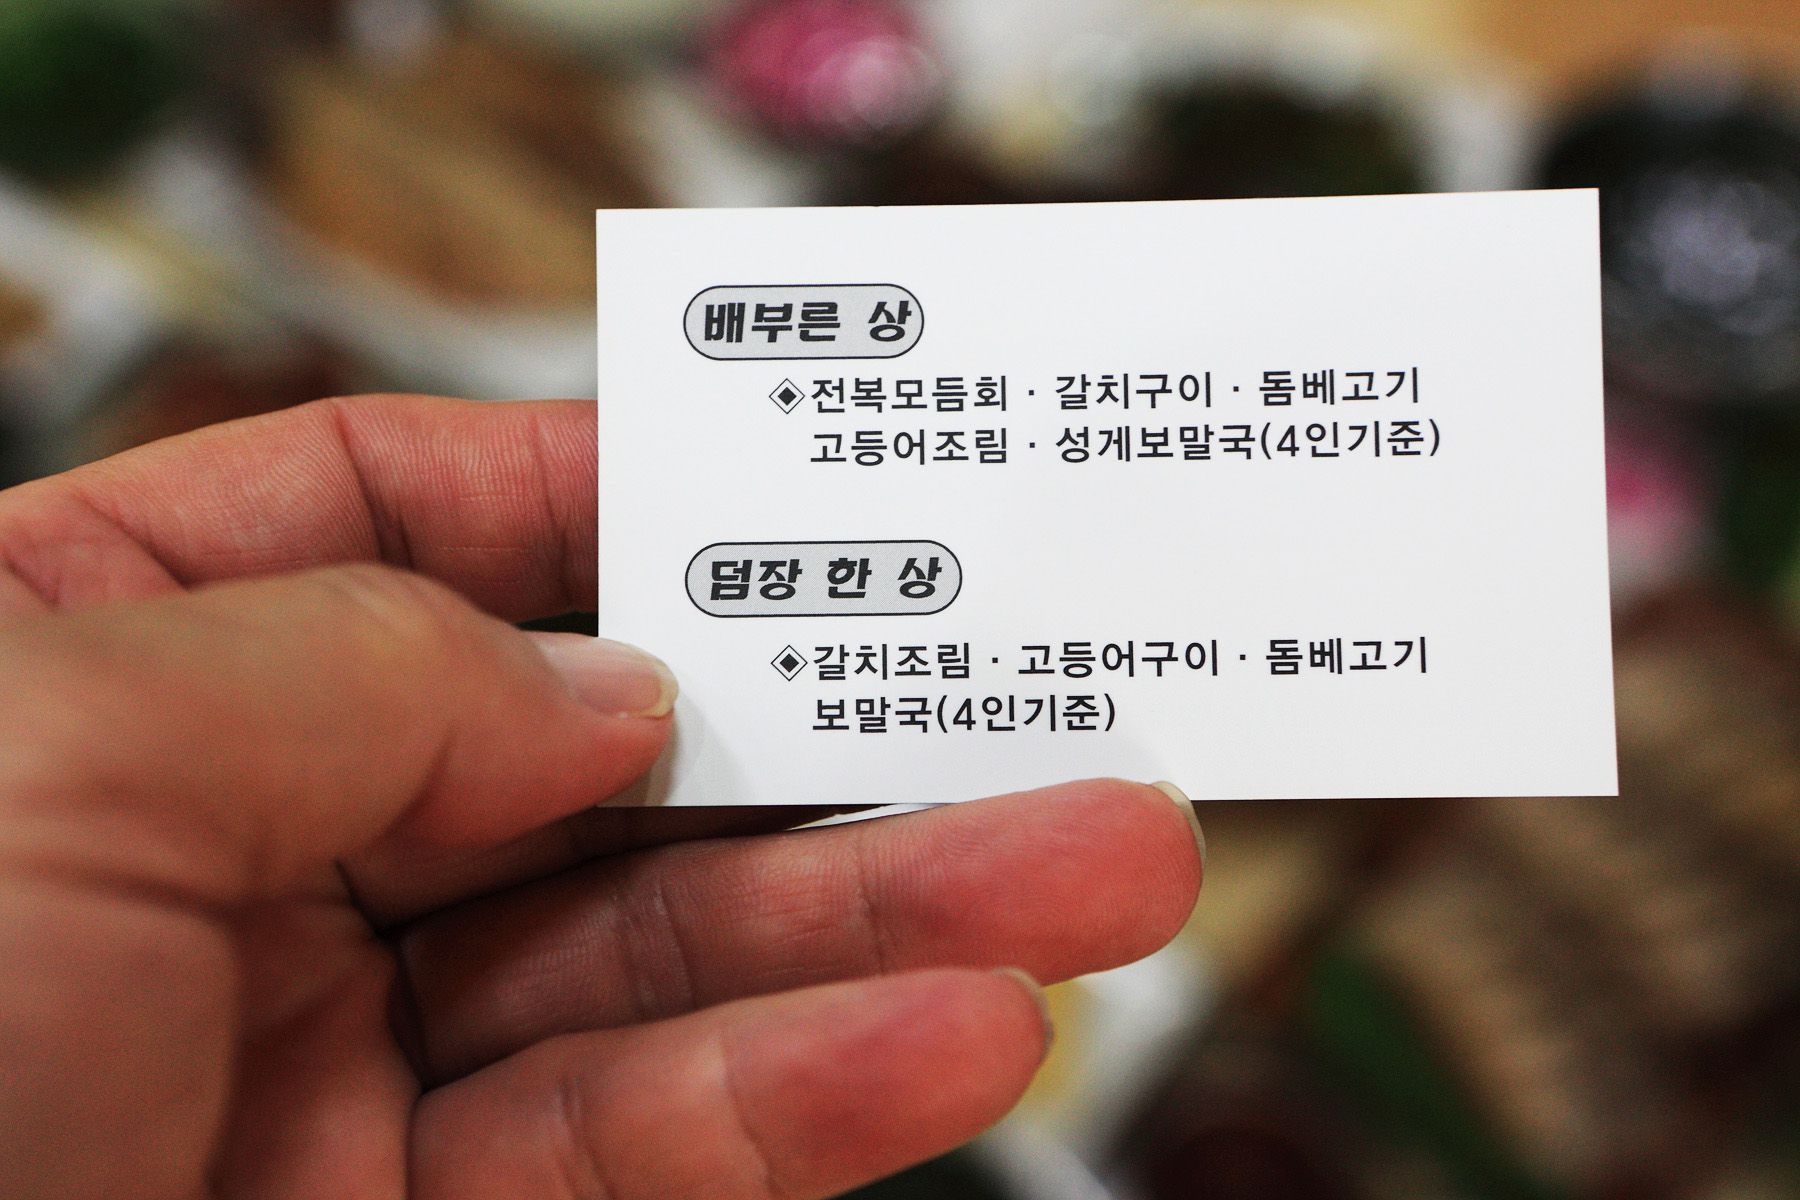 배부른 상
◈전복모듬회 · 갈치구이 · 돔베고기
고등어조림 · 성게보말국(4인기준)
덤장 한 상
◈갈치조림 · 고등어구이 · 돔베고기
보말국(4인기준)